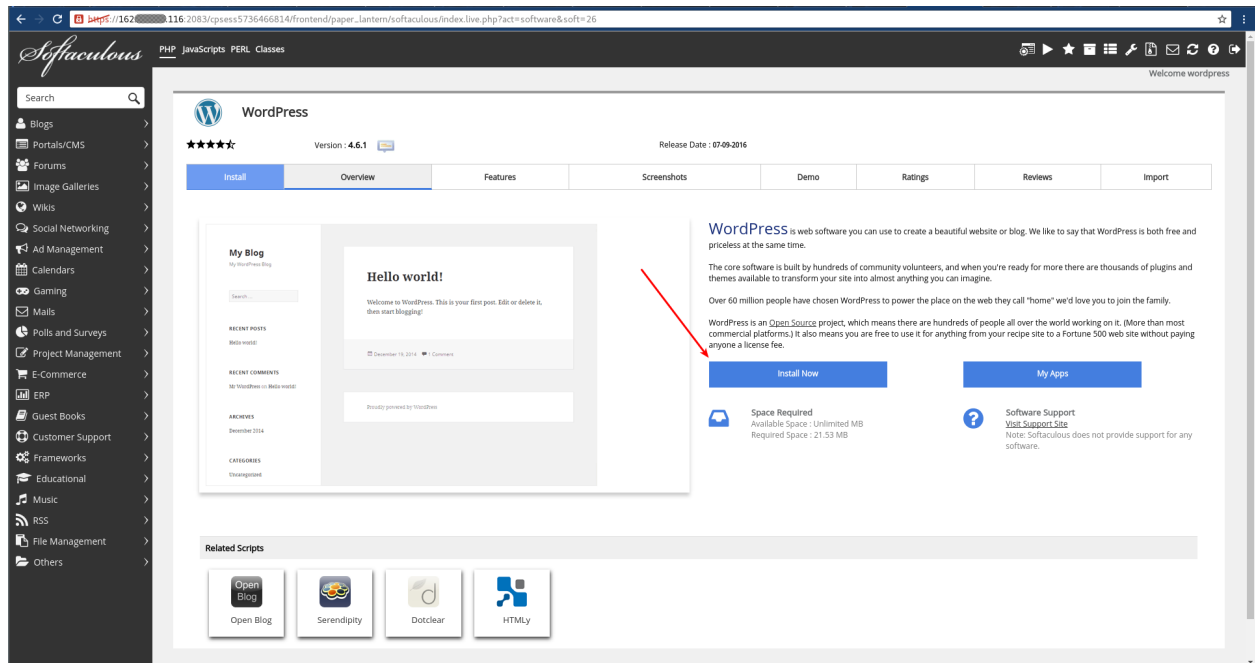 https://162 .116:2083/cpsess5736466814/frontend/paper_lantern/softaculous/index.live.php?act=software&soft=26
Softaculous
PHP JavaScripts PERL Classes
Welcome wordpress
Search
Blogs
Portals/CMS
Forums
Image Galleries
Wikis
Social Networking
Ad Management
Calendars
Gaming
Mails
Polls and Surveys
Project Management
E-Commerce
ERP
Guest Books
Customer Support
Frameworks
Educational
Music
RSS
File Management
Others
WordPress
Version : 4.6.1
Release Date : 07-09-2016
Install Overview Features Screenshots Demo Ratings Reviews Import
My Blog
My WordPress Blog
Search ...
RECENT POSTS
Hello world!
RECENT COMMENTS
Mr WordPress on Hello world!
ARCHIVES
December 2014
CATEGORIES
Uncategorized
Hello world!
Welcome to WordPress. This is your first post. Edit or delete it,
then start blogging!
December 19, 2014 1 Comment
Proudly powered by WordPress
WordPress is web software you can use to create a beautiful website or blog. We like to say that WordPress is both free and
priceless at the same time.
The core software is built by hundreds of community volunteers, and when you're ready for more there are thousands of plugins and
themes available to transform your site into almost anything you can imagine.
Over 60 million people have chosen WordPress to power the place on the web they call "home" we'd love you to join the family.
WordPress is an Open Source project, which means there are hundreds of people all over the world working on it. (More than most
commercial platforms.) It also means you are free to use it for anything from your recipe site to a Fortune 500 web site without paying
anyone a license fee.
Install Now
My Apps
Space Required
Available Space : Unlimited MB
Required Space : 21.53 MB
Software Support
Visit Support Site
Note: Softaculous does not provide support for any
software.
Related Scripts
Open
Blog
Open Blog
Serendipity
d
Dotclear
HTMLy